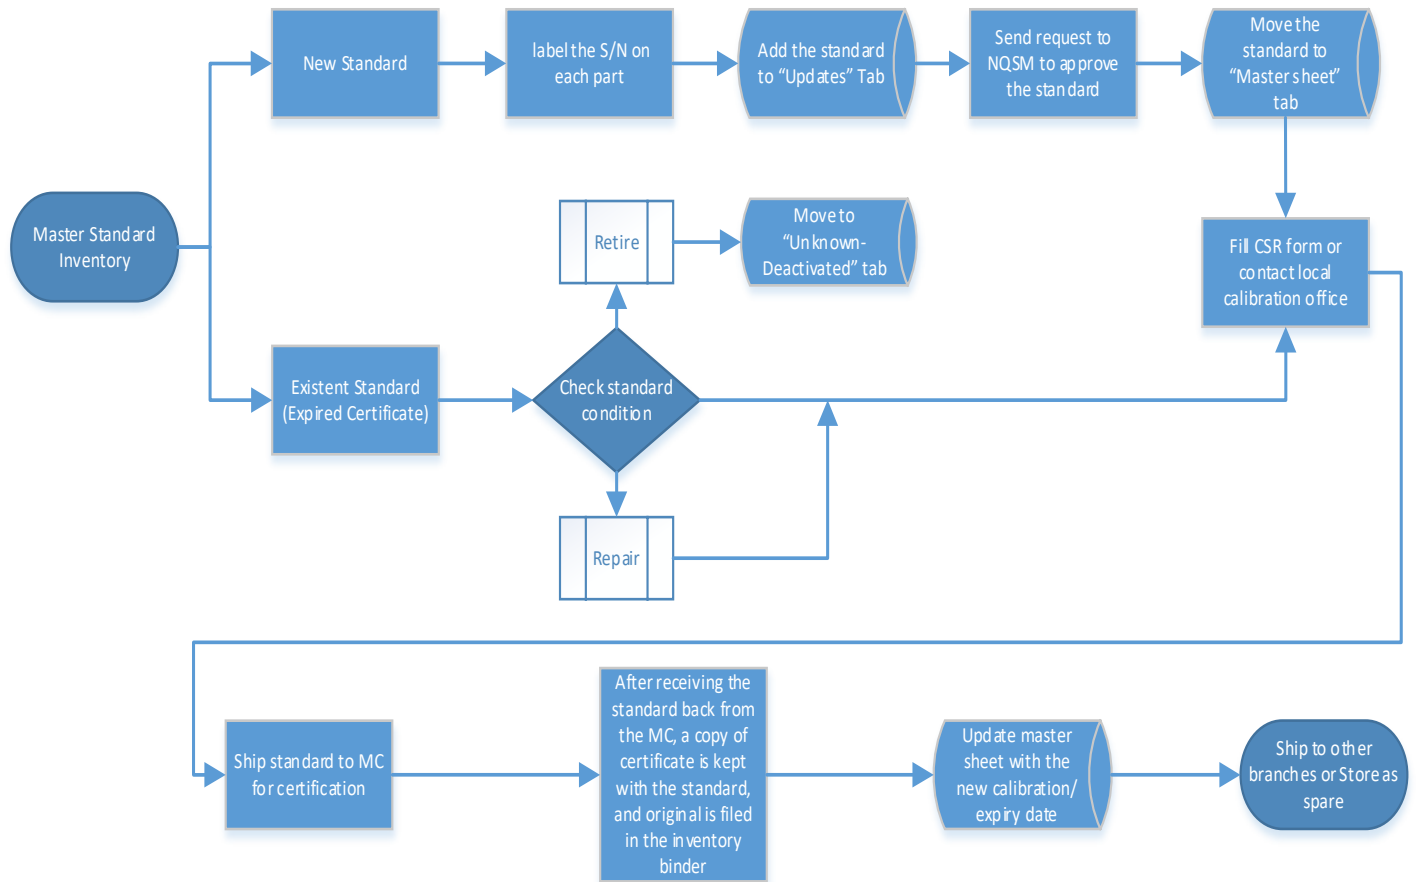 New Standard
label the S/N on
each part
Add the standard
to “Updates” Tab
Send request to
NQSM to approve
the standard
Move the
standard to
“Master sheet”
tab
Master Standard
Inventory
Retire
Move to
“Unknown-
Deactivated” tab
Fill CSR form or
contact local
calibration office
Existent Standard
(Expired Certificate)
Check standard
condition
Repair
Ship standard to MC
for certification
After receiving the
standard back from
the MC, a copy of
certificate is kept
with the standard,
and original is filed
in the inventory
binder
Update master
sheet with the
new calibration/
expiry date
Ship to other
branches or Store as
spare